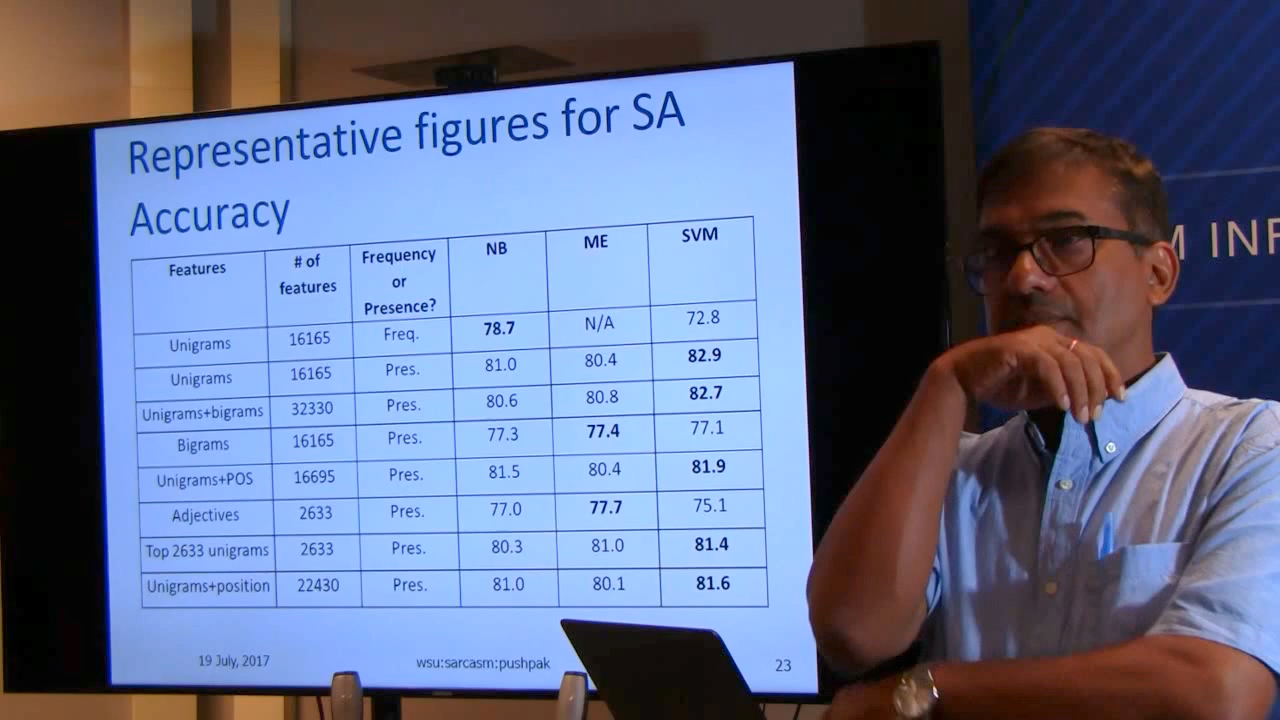 Representative figures for SA
Accuracy
Features # of features Frequency or Presence? NB ME SVM
Unigrams 16165 Freq. 78.7 N/A 72.8
Unigrams 16165 Pres. 81.0 80.4 82.9
Unigrams+bigrams 32330 Pres. 80.6 80.8 82.7
Bigrams 16165 Pres. 77.3 77.4 77.1
Unigrams+POS 16695 Pres. 81.5 80.4 81.9
Adjectives 2633 Pres. 77.0 77.7 75.1
Top 2633 unigrams 2633 Pres. 80.3 81.0 81.4
Unigrams+position 22430 Pres. 81.0 80.1 81.6
19 July, 2017 wsu:sarcasm:pushpak 23
M INF